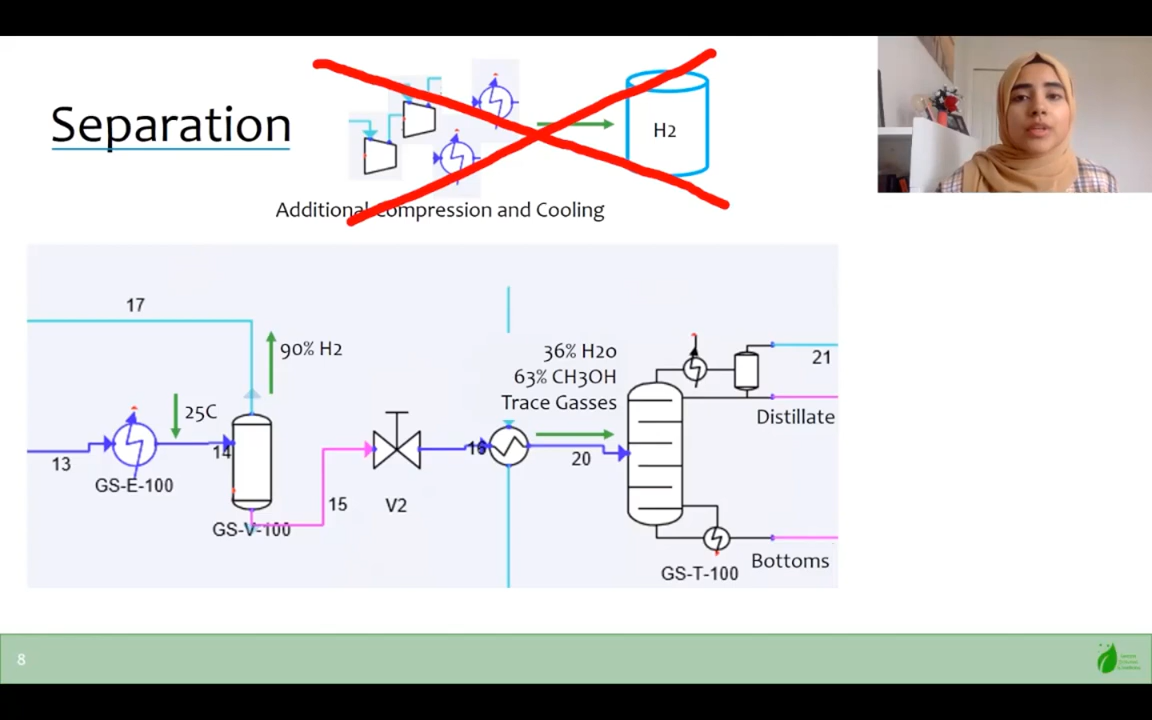 Separation
H2
Additional Compression and Cooling
17
90% H2
36% H2o
63% CH3OH
Trace Gasses
21
Distillate
25C
13
14
16
20
GS-E-100
15
V2
GS-V-100
Bottoms
GS-T-100
8